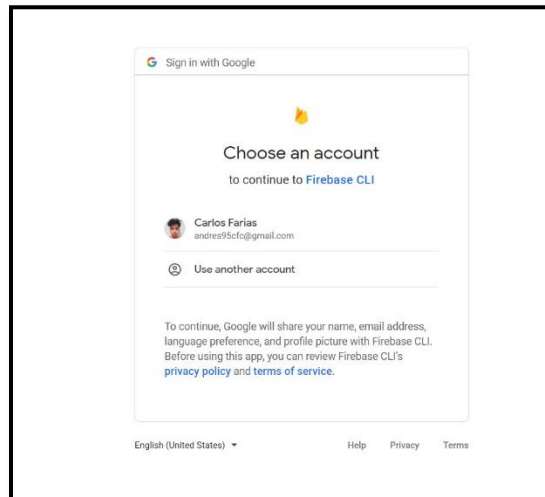 Sign in with Google
Choose an account
to continue to Firebase CLI
Carlos Farias
andres95cfc@gmail.com
Use another account
To continue, Google will share your name, email address,
language preference, and profile picture with Firebase CLI.
Before using this app, you can review Firebase CLI's
privacy policy and terms of service.
English (United States) Help Privacy Terms